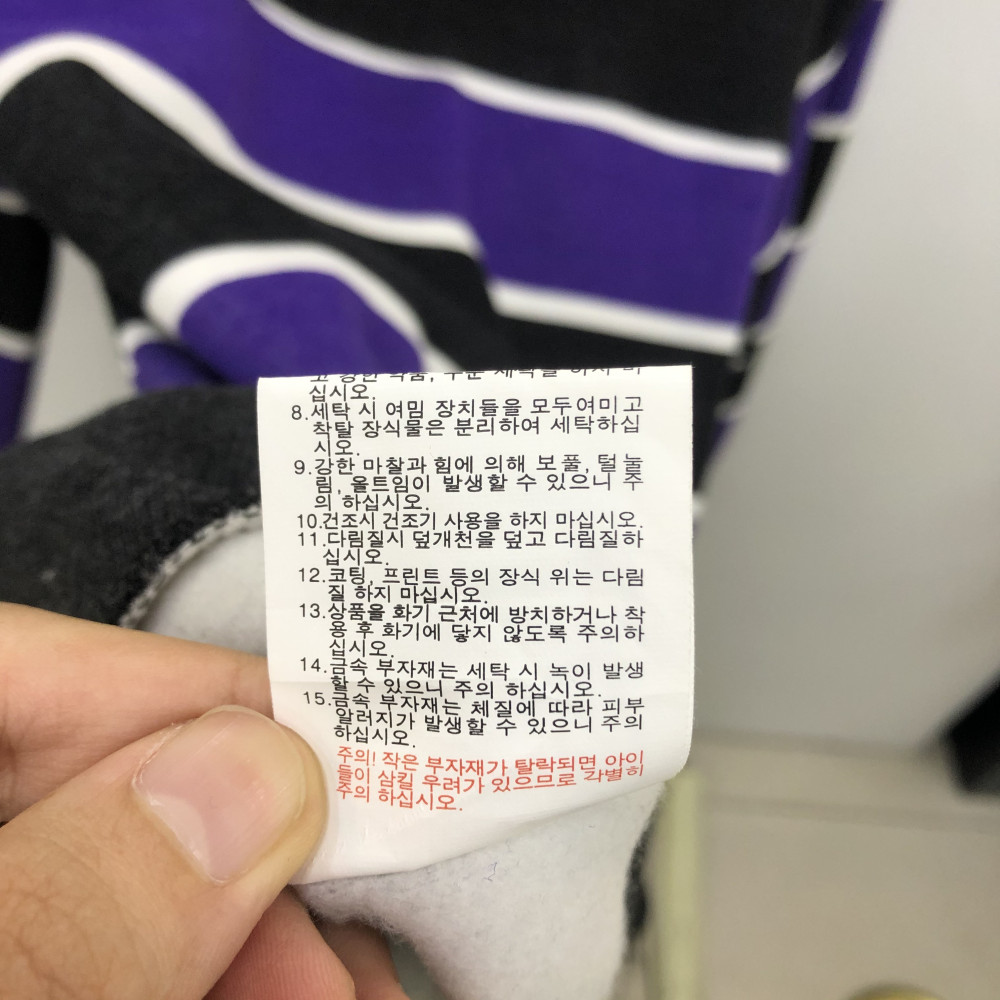 십시오.
8.세탁 시 여밈 장치들을 모두여미고
착탈 장식물은 분리하여 세탁하십
시오.
9.강한 마찰과 힘에 의해 보풀, 털눌
림, 올트임이 발생할 수 있으니 주
의 하십시오.
10.건조시 건조기 사용을 하지 마십시오.
11.다림질시 덮개천을 덮고 다림질하
십시오.
12.코팅, 프린트 등의 장식 위는 다림
질 하지 마십시오.
13.상품을 화기 근처에 방치하거나 착
용 후 화기에 닿지 않도록 주의하
십시오.
14.금속 부자재는 세탁 시 녹이 발생
할 수 있으니 주의 하십시오.
15.금속 부자재는 체질에 따라 피부
알러지가 발생할 수 있으니 주의
하십시오.
주의! 작은 부자재가 탈락되면 아이
들이 삼킬 우려가 있으므로 각별히
주의 하십시오.